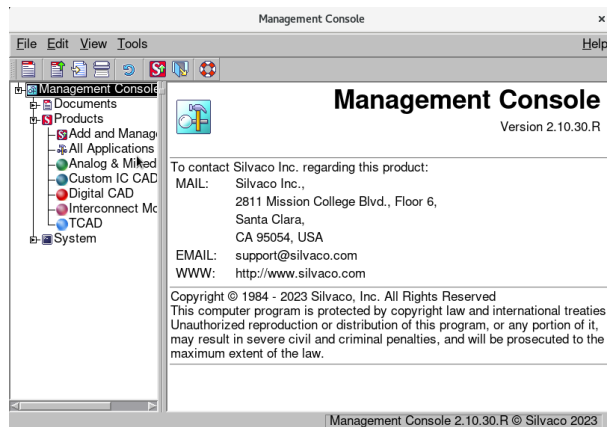 Management Console
x
File Edit View Tools
Help
Management Console
Documents
Products
Add and Manag
All Applications
Analog & Mixed
Custom IC CAD
Digital CAD
Interconnect Mo
TCAD
System
Management Console
Version 2.10.30.R
To contact Silvaco Inc. regarding this product:
MAIL: Silvaco Inc.,
2811 Mission College Blvd., Floor 6,
Santa Clara,
CA 95054, USA
EMAIL: support@silvaco.com
WWW: http://www.silvaco.com
Copyright © 1984 - 2023 Silvaco, Inc. All Rights Reserved
This computer program is protected by copyright law and international treaties
Unauthorized reproduction or distribution of this program, or any portion of it,
may result in severe civil and criminal penalties, and will be prosecuted to the
maximum extent of the law.
Management Console 2.10.30.R © Silvaco 2023